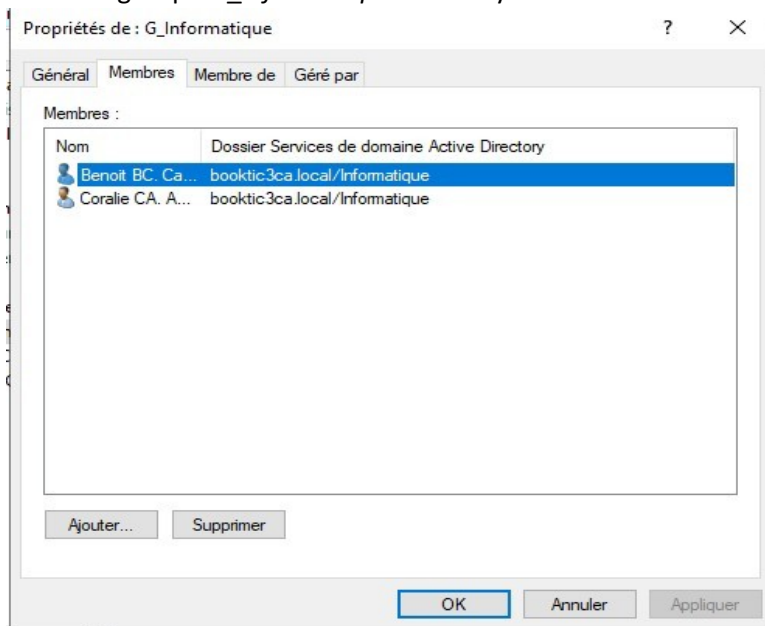 Propriétés de : G_Informatique ? ×
Général Membres Membre de Géré par
Membres :
Nom Dossier Services de domaine Active Directory
Benoit BC. Ca... booktic3ca.local/Informatique
Coralie CA. A... booktic3ca.local/Informatique
Ajouter... Supprimer
OK Annuler Appliquer